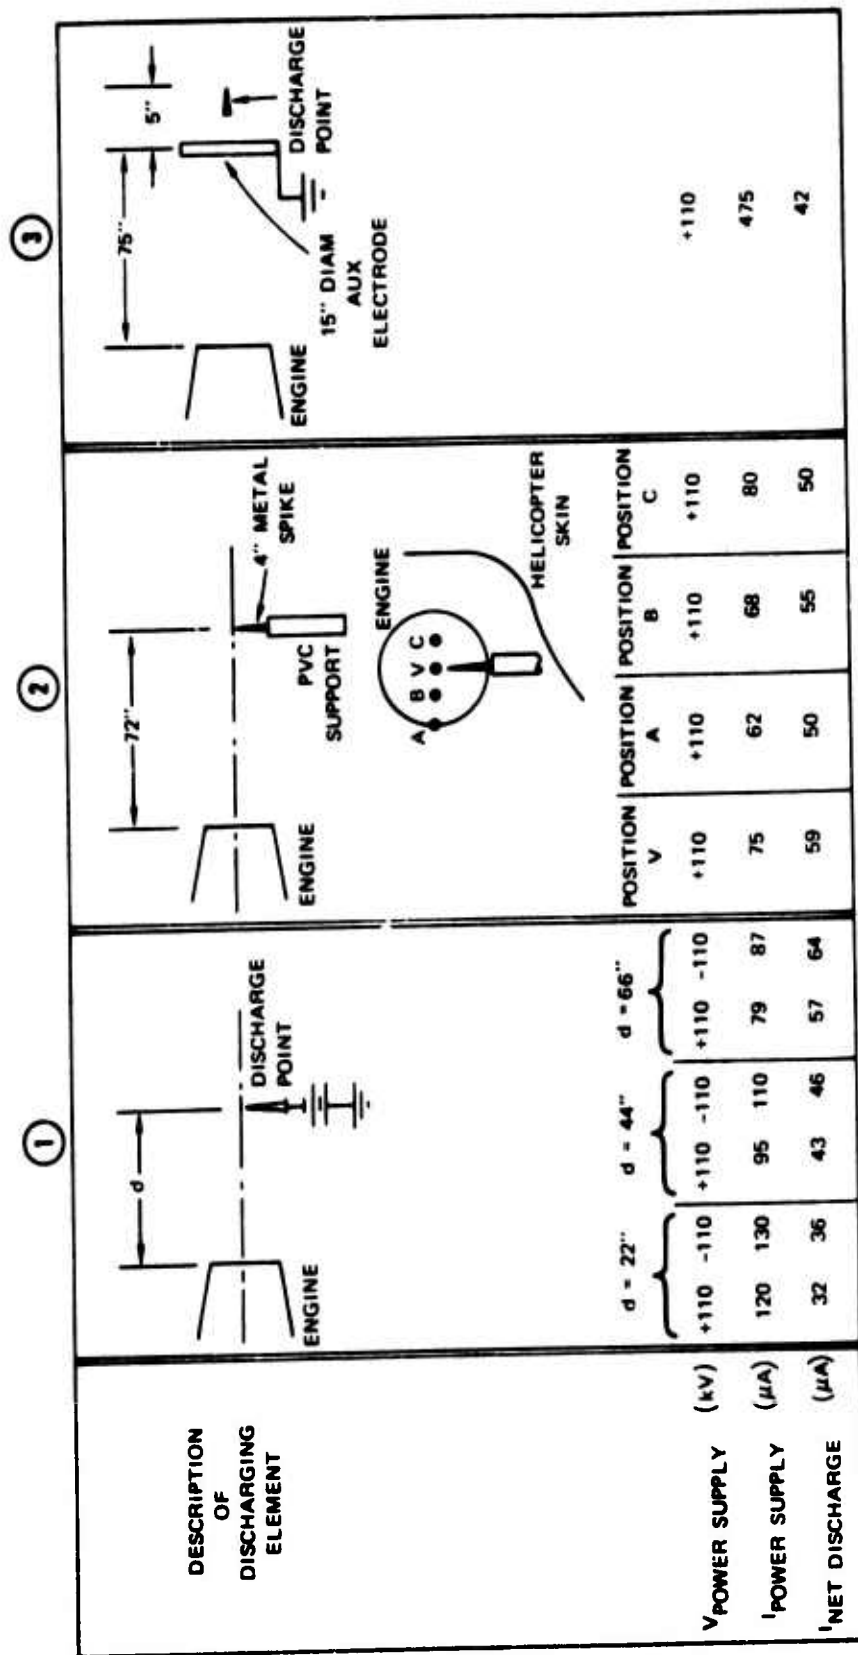 1
2
3
DESCRIPTION
OF
DISCHARGING
ELEMENT
d
ENGINE
DISCHARGE
POINT
72"
ENGINE
4" METAL
SPIKE
PVC
SUPPORT
ENGINE
A
B V C
HELICOPTER
SKIN
75"
5"
ENGINE
15" DIAM
AUX
ELECTRODE
DISCHARGE
POINT
d = 22" d = 44" d = 66" POSITION V POSITION A POSITION B POSITION C
VPOWER SUPPLY (kV) +110 -110 +110 -110 +110 -110 +110 +110 +110 +110 +110
IPOWER SUPPLY (μA) 120 130 95 110 79 87 75 62 68 80 475
INET DISCHARGE (μA) 32 36 43 46 57 64 59 50 55 50 42